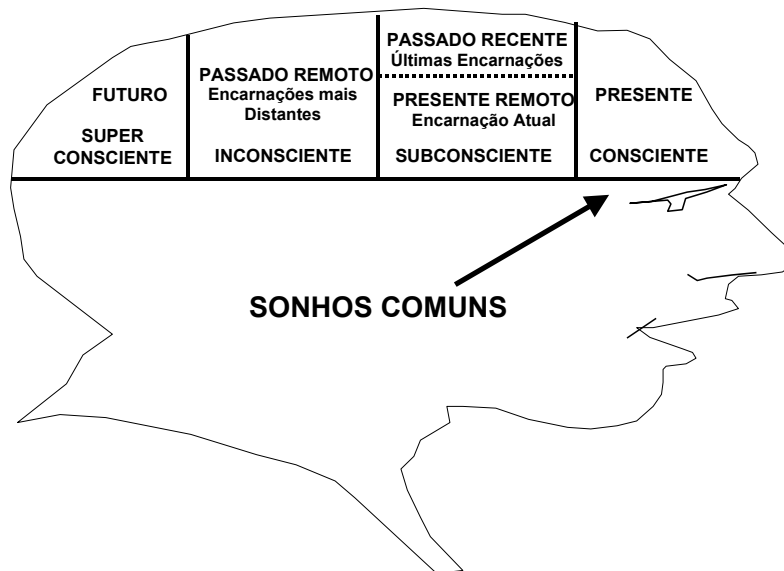 FUTURO
SUPER
CONSCIENTE
PASSADO REMOTO
Encarnações mais
Distantes
INCONSCIENTE
PASSADO RECENTE
Últimas Encarnações
PRESENTE REMOTO
Encarnação Atual
SUBCONSCIENTE
PRESENTE
CONSCIENTE
SONHOS COMUNS